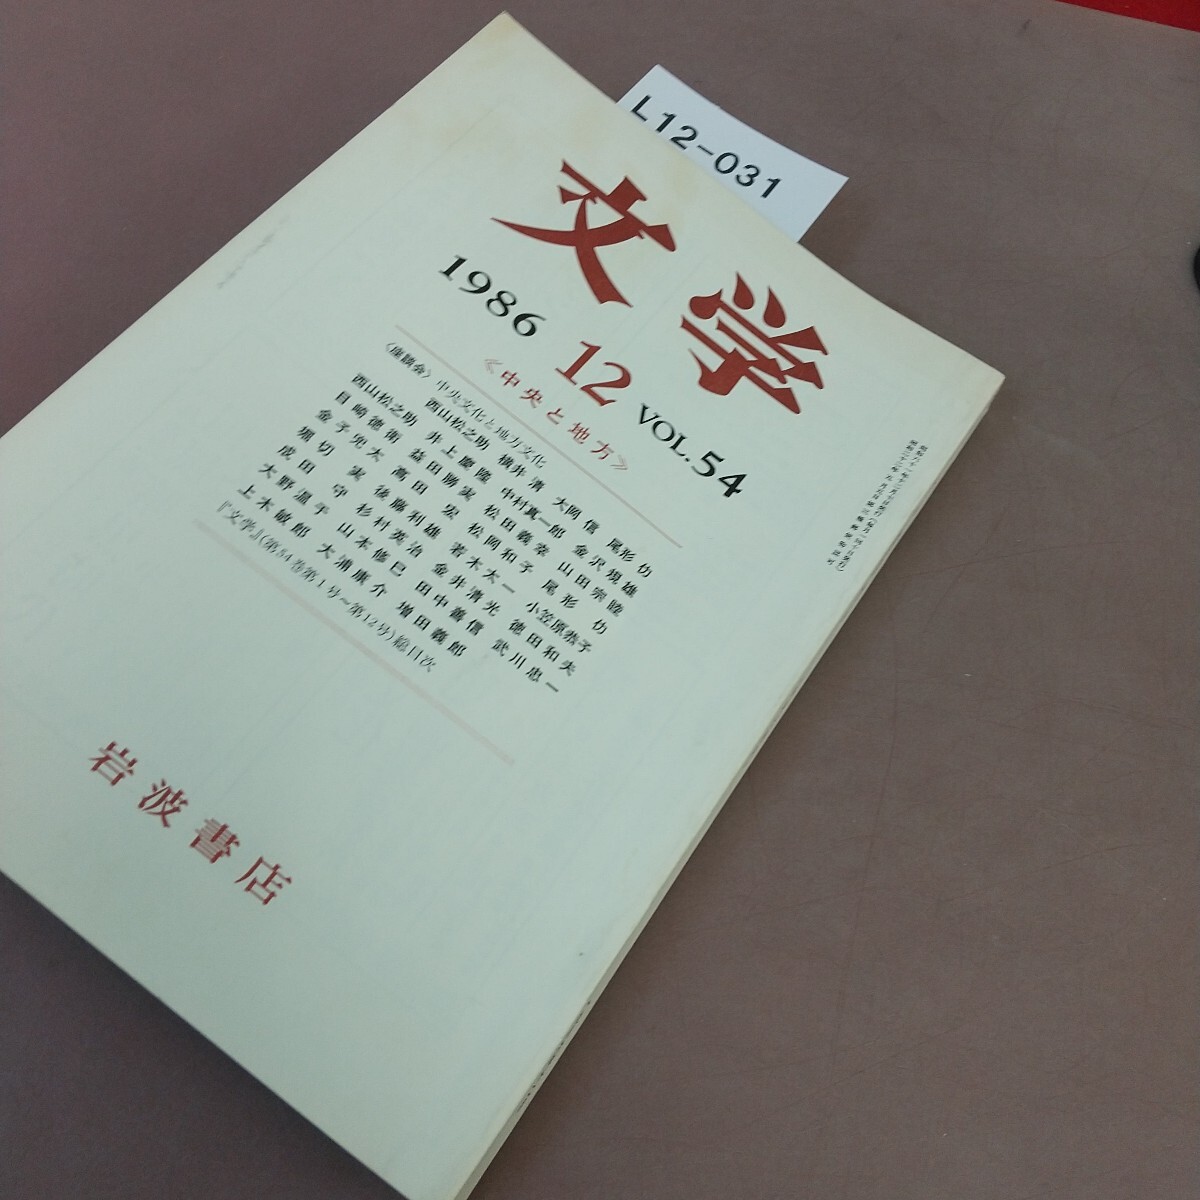 L12-031
文学
1986 12 VOL.54
《中央と地方》
〈座談会〉中央文化と地方文化
西山松之助 横井清 大岡信 尾形仂
西山松之助 井上慶隆 中村真一郎 金沢規雄
目崎徳衛 益田勝実 松田義幸 山田宗睦
金子兜太 高田宏 松岡和子 尾形仂
堀切実 後藤利雄 若木太一 小笠原恭子
成田守 杉村英治 金井清光 徳田和夫
大野温于 山本修巳 田中善信 武川忠一
上木敏郎 大浦康介 増田義郎
『文学』(第54巻第1号~第12号)総目次
岩波書店